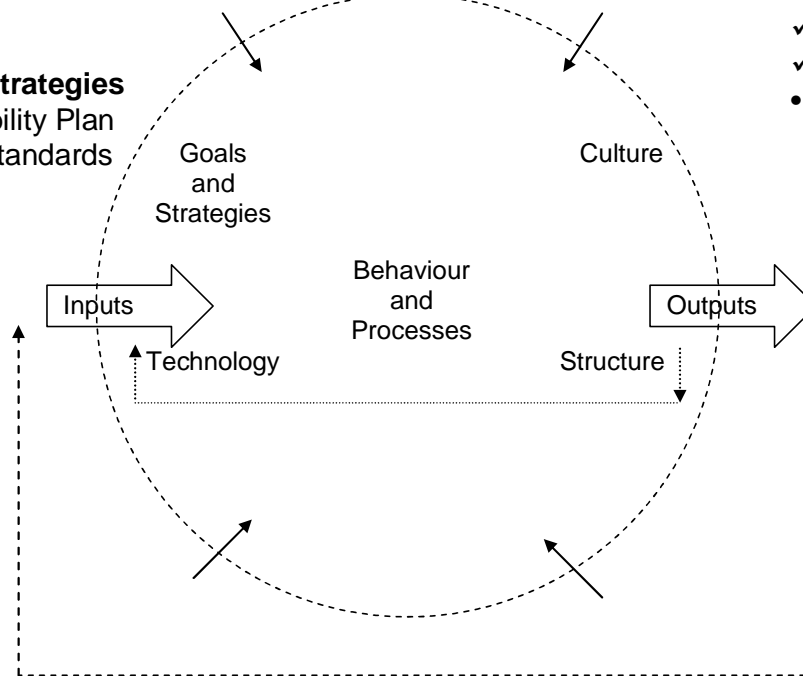 trategies
bility Plan
tandards
Goals
and
Strategies
Culture
Behaviour
and
Processes
Inputs
Outputs
Technology
Structure